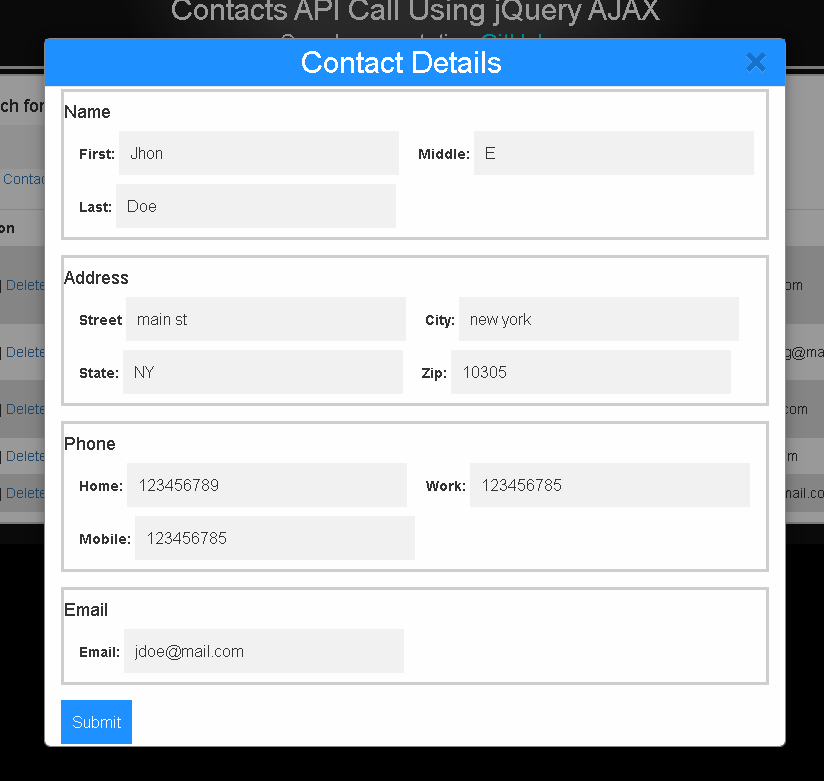 Contacts API Call Using jQuery AJAX
Contact Details
Name
First: Jhon Middle: E
Last: Doe
Address
Street main st City: new york
State: NY Zip: 10305
Phone
Home: 123456789 Work: 123456785
Mobile: 123456785
Email
Email: jdoe@mail.com
Submit
ch for
Contac
on
| Delete
om
| Delete
g@ma
| Delete
com
| Delete
m
| Delete
mail.co